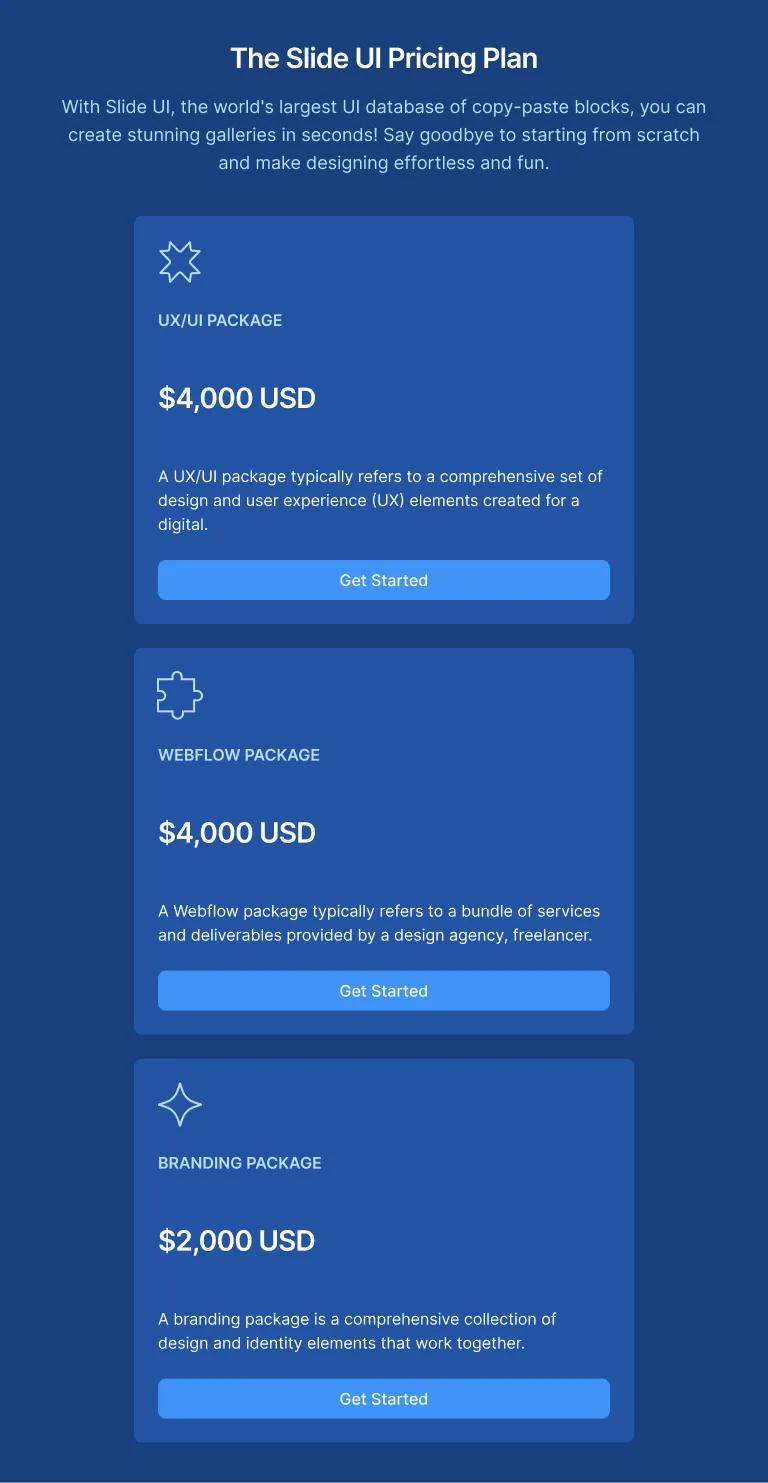 The Slide UI Pricing Plan
With Slide UI, the world's largest UI database of copy-paste blocks, you can
create stunning galleries in seconds! Say goodbye to starting from scratch
and make designing effortless and fun.
UX/UI PACKAGE
$4,000 USD
A UX/UI package typically refers to a comprehensive set of
design and user experience (UX) elements created for a
digital.
Get Started
WEBFLOW PACKAGE
$4,000 USD
A Webflow package typically refers to a bundle of services
and deliverables provided by a design agency, freelancer.
Get Started
BRANDING PACKAGE
$2,000 USD
A branding package is a comprehensive collection of
design and identity elements that work together.
Get Started